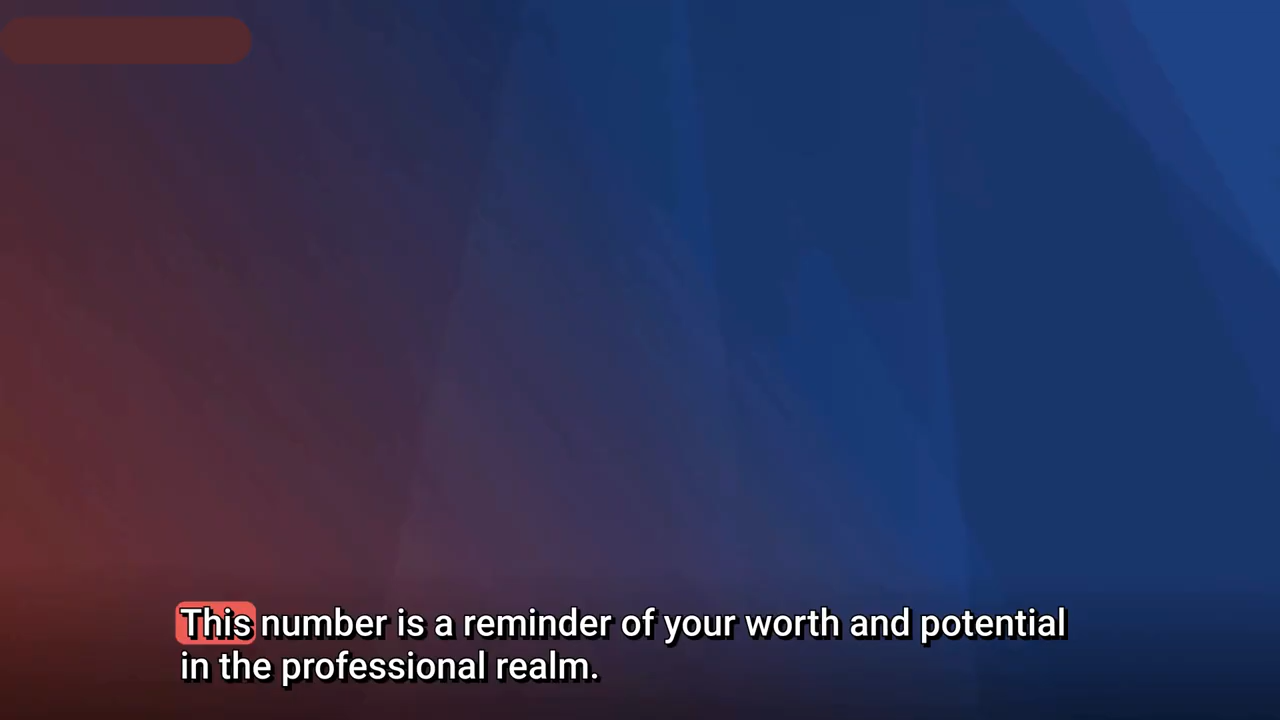 This number is a reminder of your worth and potential
in the professional realm.